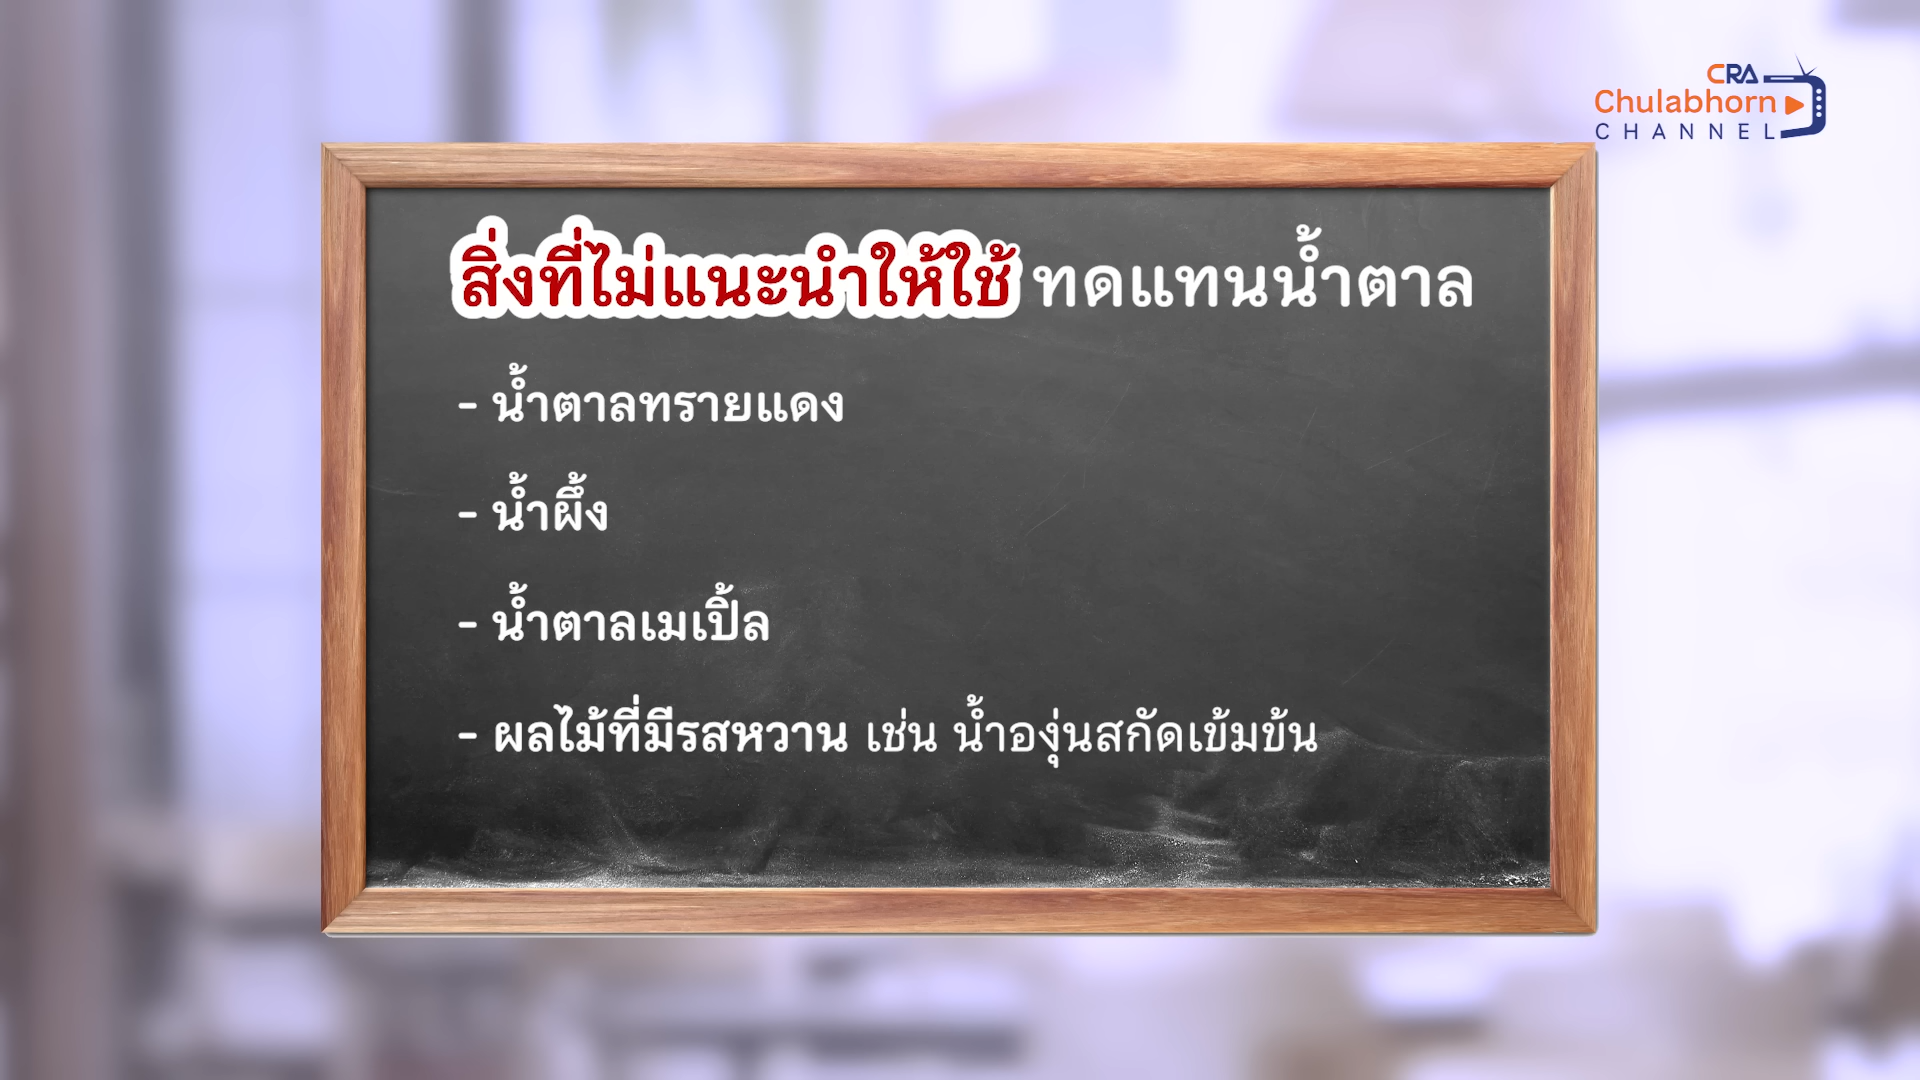 CRA
Chulabhorn
CHANNEL
สิ่งที่ไม่แนะนำให้ใช้ ทดแทนน้ำตาล
- น้ำตาลทรายแดง
- น้ำผึ้ง
- น้ำตาลเมเปิ้ล
- ผลไม้ที่มีรสหวาน เช่น น้ำองุ่นสกัดเข้มข้น